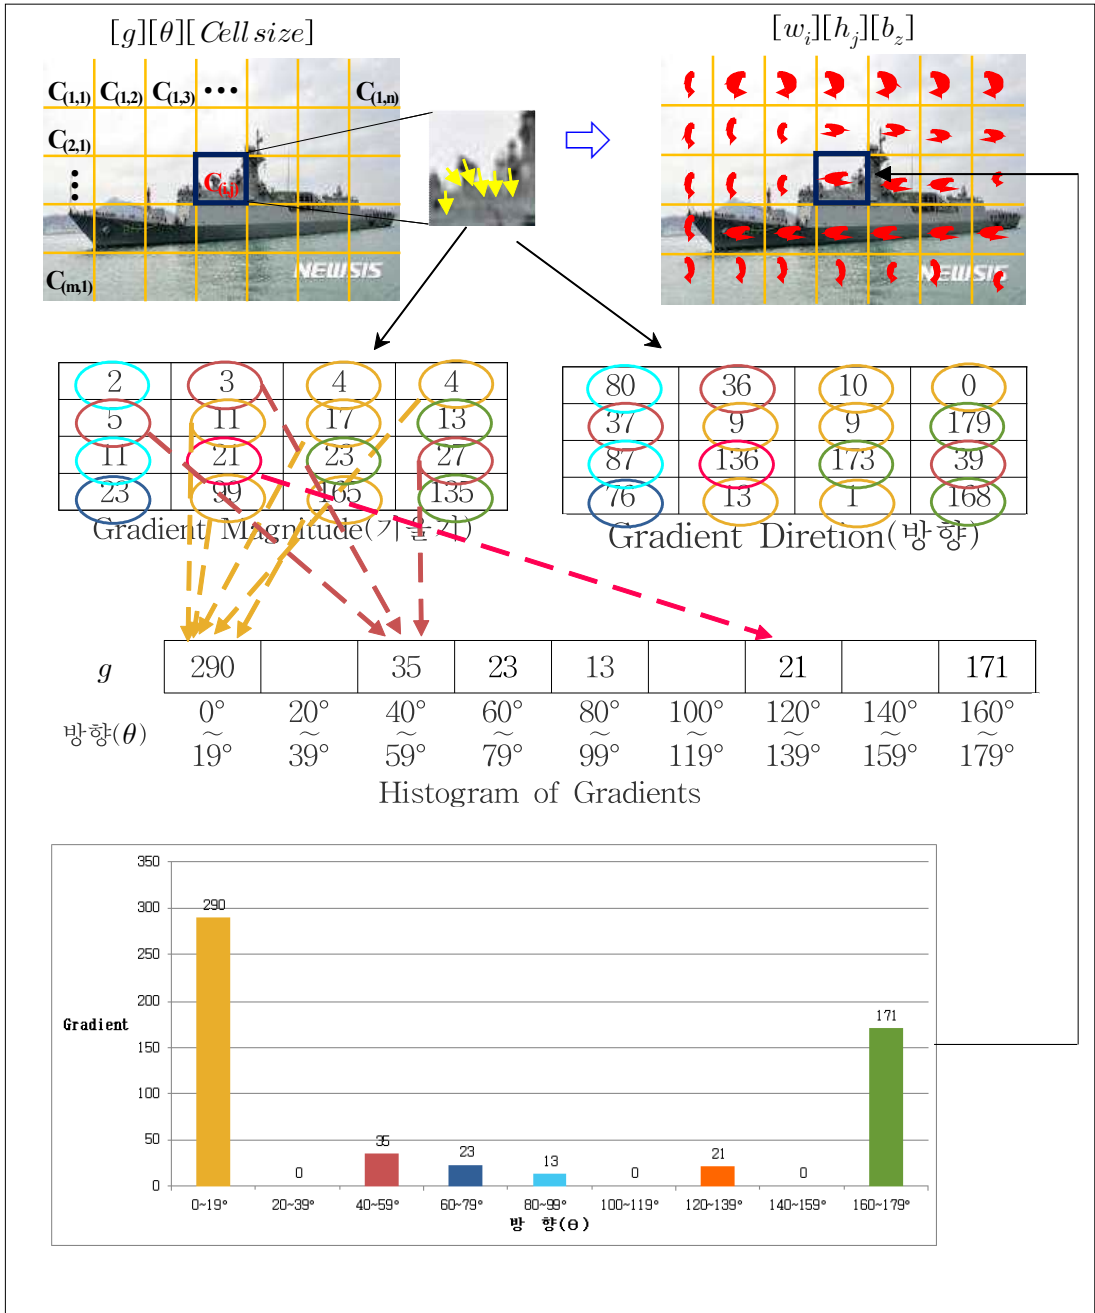 [g][θ][Cell size]
[w_i][h_j][b_z]
C(1,1) C(1,2) C(1,3) ••• C(1,n)
C(2,1)
C(i,j)
C(m,1)
NEWSIS
NEWSIS
2 3 4 4
5 11 17 13
11 21 23 27
23 99 165 135
Gradient Magnitude(기울기)
80 36 10 0
37 9 9 179
87 136 173 39
76 13 1 168
Gradient Diretion(방향)
g 290 35 23 13 21 171
방향(θ) 0°~19° 20°~39° 40°~59° 60°~79° 80°~99° 100°~119° 120°~139° 140°~159° 160°~179°
Histogram of Gradients
350
300
250
200
150
100
50
0
Gradient
290 0 35 23 13 0 21 0 171
0~19° 20~39° 40~59° 60~79° 80~99° 100~119° 120~139° 140~159° 160~179°
방 향(θ)